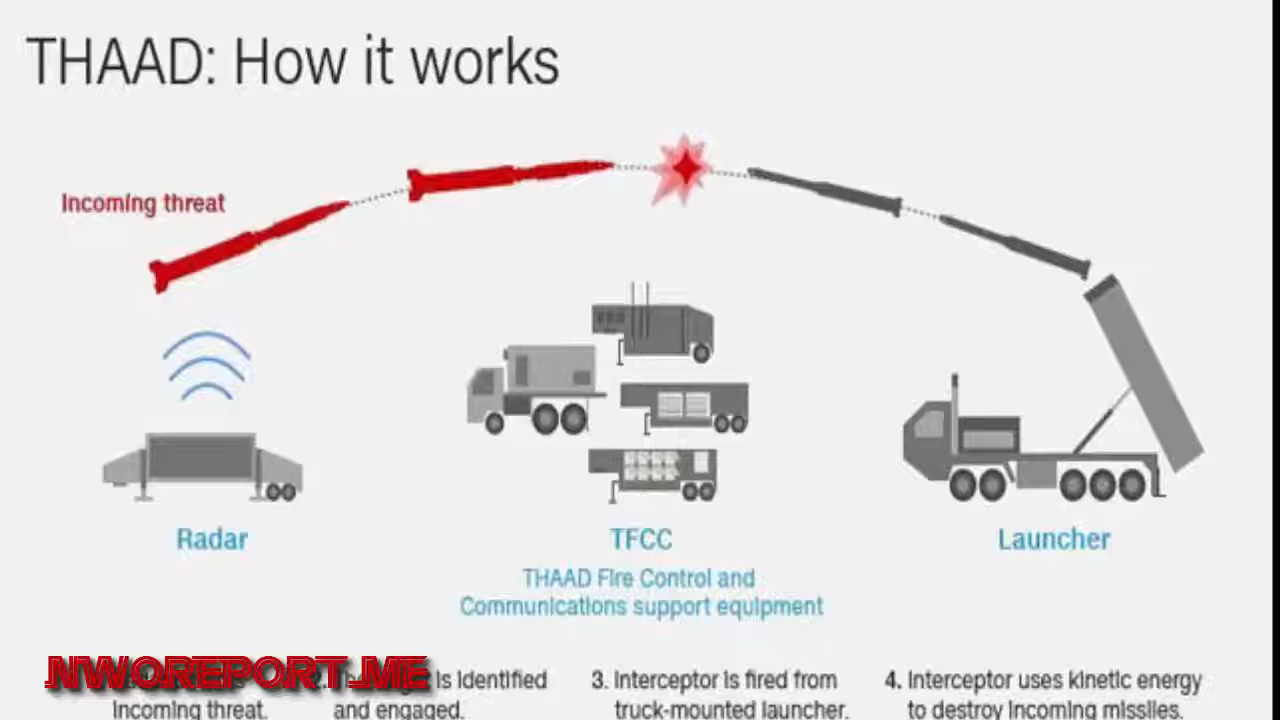 THAAD: How it works
Incoming threat
Radar
TFCC
Launcher
THAAD Fire Control and
Communications support equipment
NWOREPORT.ME
is identified
3. Interceptor is fired from
4. Interceptor uses kinetic energy
incoming threat.
and engaged.
truck-mounted launcher.
to destroy incoming missiles.